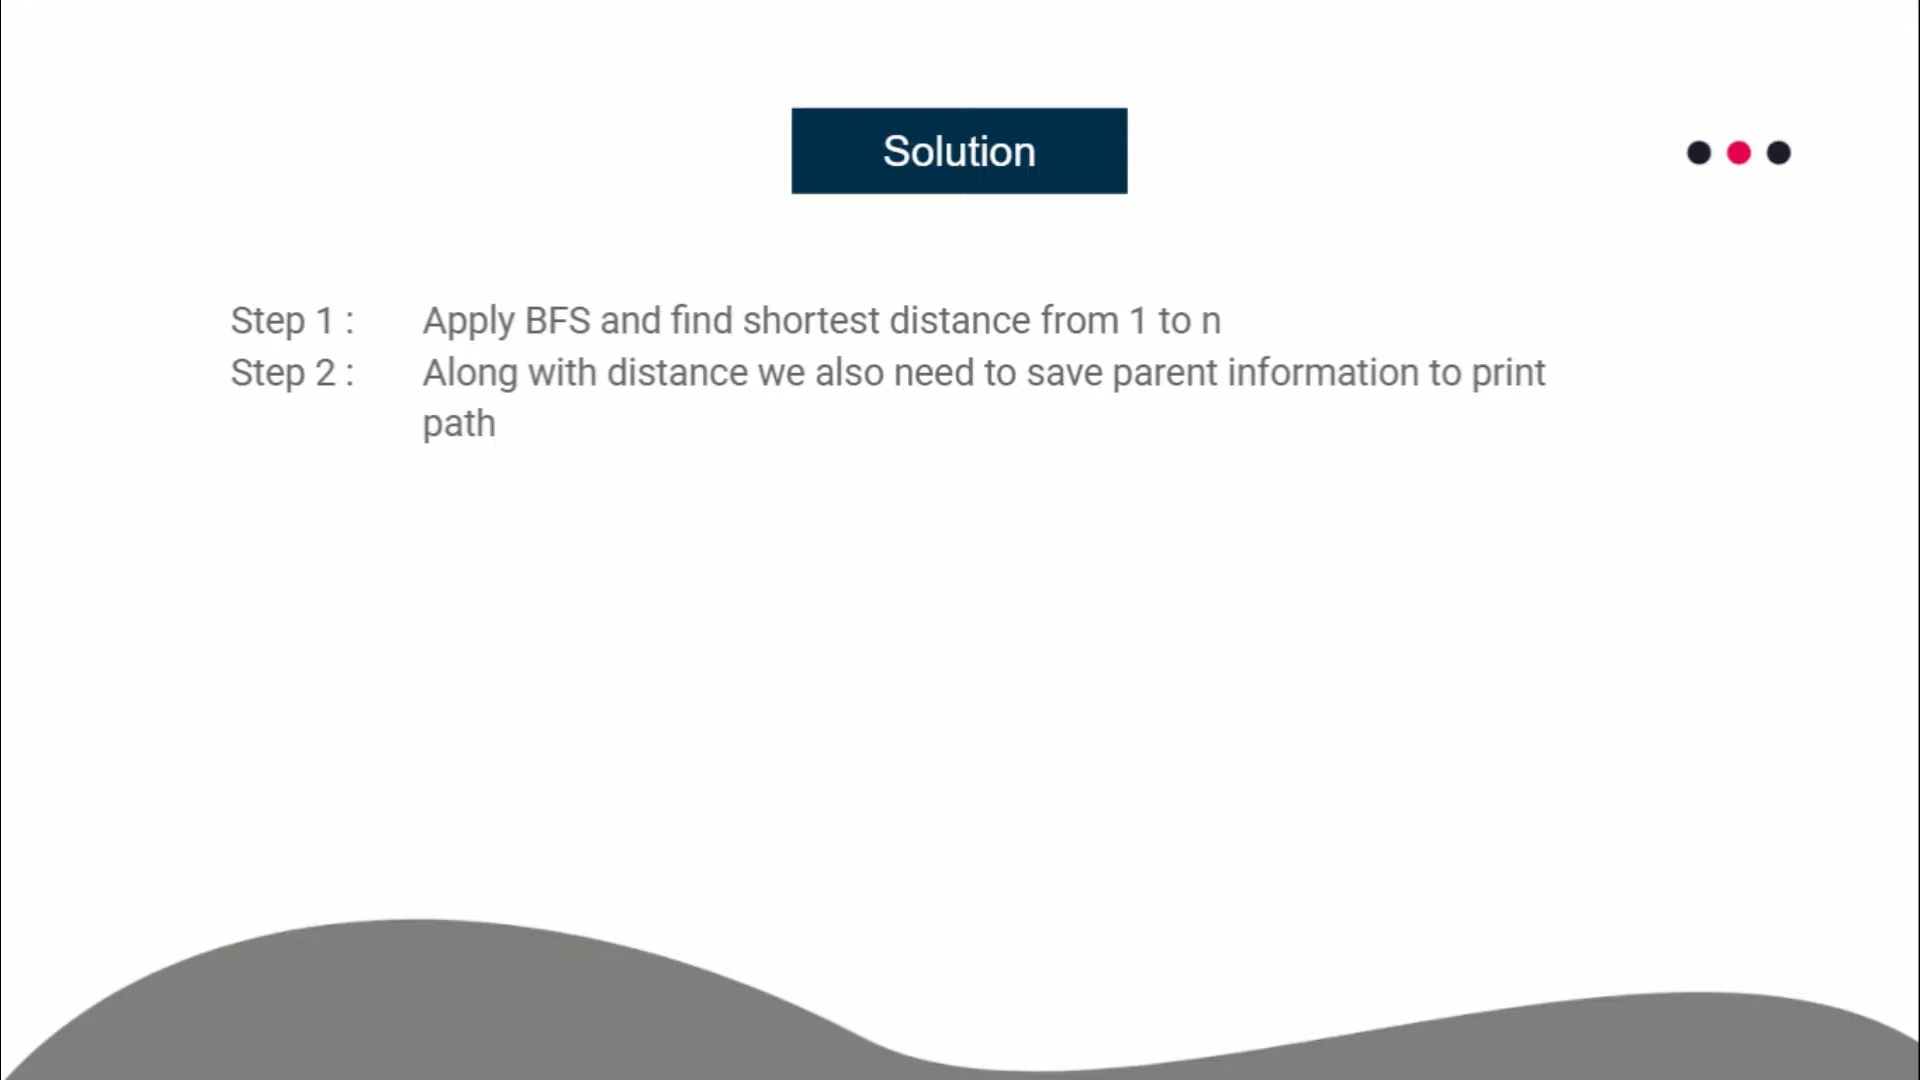 Solution
Step 1 : Apply BFS and find shortest distance from 1 to n
Step 2 : Along with distance we also need to save parent information to print
path